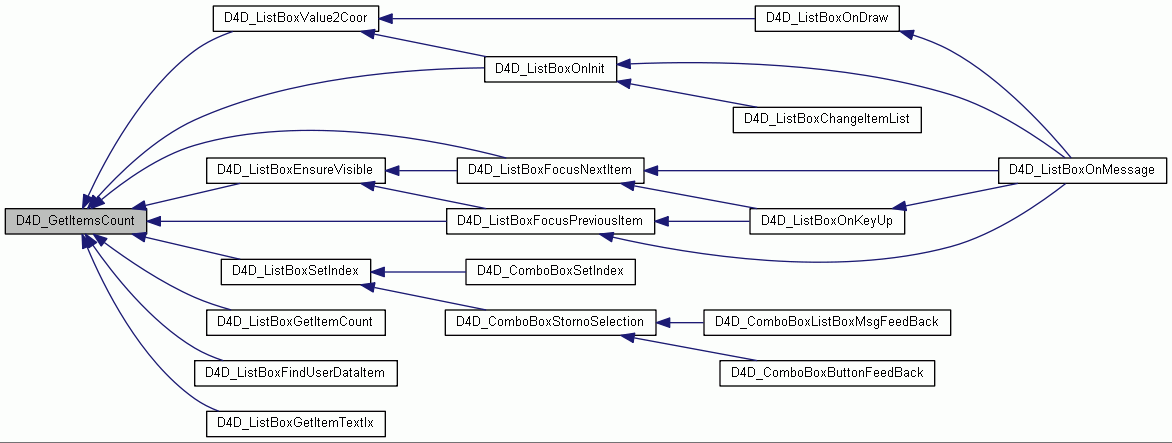 D4D_ListBoxValue2Coor
D4D_ListBoxOnDraw
D4D_ListBoxOnInit
D4D_ListBoxChangeItemList
D4D_ListBoxEnsureVisible
D4D_ListBoxFocusNextItem
D4D_ListBoxOnMessage
D4D_GetItemsCount
D4D_ListBoxFocusPreviousItem
D4D_ListBoxOnKeyUp
D4D_ListBoxSetIndex
D4D_ComboBoxSetIndex
D4D_ListBoxGetItemCount
D4D_ComboBoxStornoSelection
D4D_ComboBoxListBoxMsgFeedBack
D4D_ListBoxFindUserDataItem
D4D_ComboBoxButtonFeedBack
D4D_ListBoxGetItemTextIx